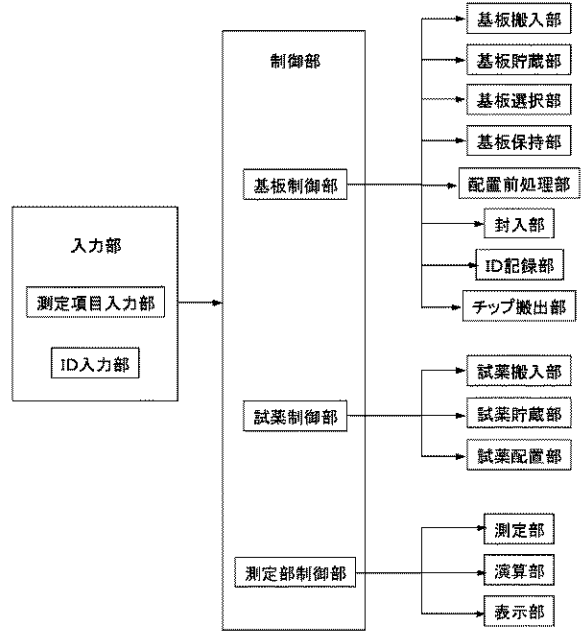 入力部
測定項目入力部
ID入力部
制御部
基板制御部
試薬制御部
測定部制御部
基板搬入部
基板貯蔵部
基板選択部
基板保持部
配置前処理部
封入部
ID記録部
チップ搬出部
試薬搬入部
試薬貯蔵部
試薬配置部
測定部
演算部
表示部